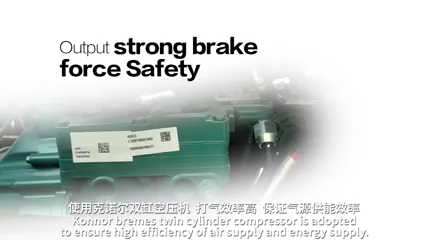 Output strong brake
force Safety
使用克诺尔双缸空压机 打气效率高 保证气源供能效率
Konnor bremes twin cylinder compressor is adopted
to ensure high efficiency of air supply and energy supply.